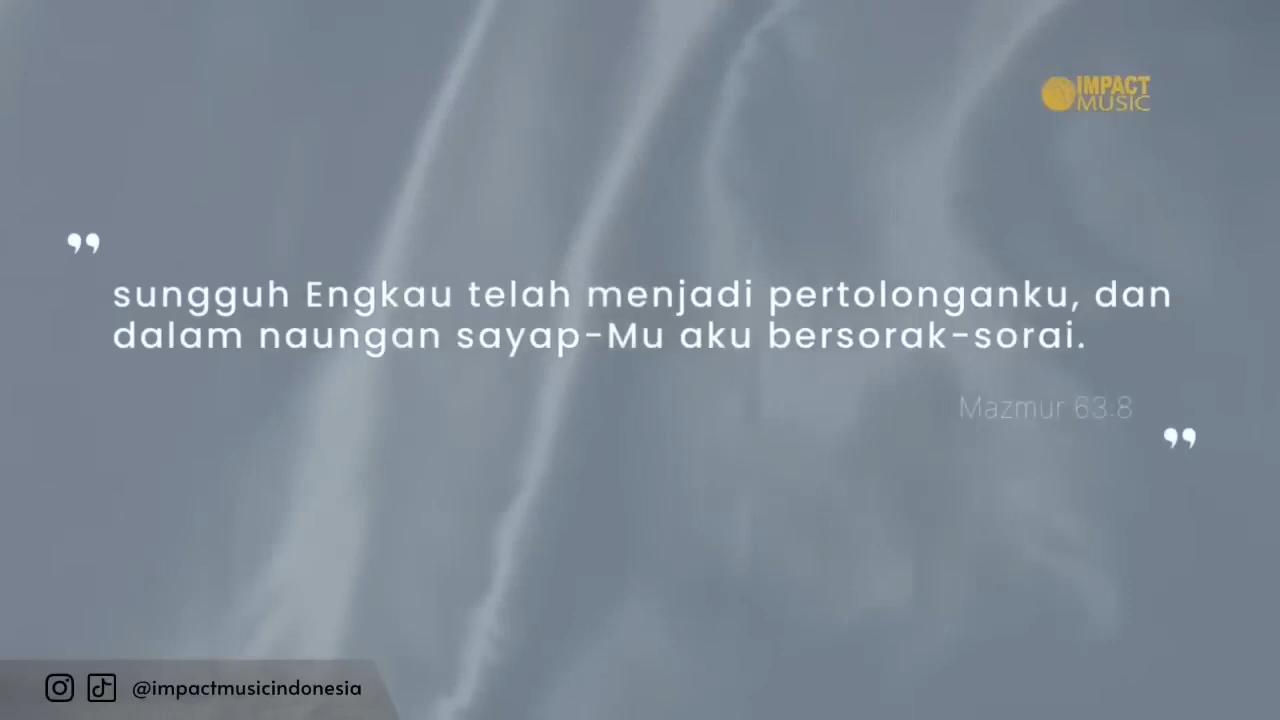 IMPACT
MUSIC
”
sungguh Engkau telah menjadi pertolonganku, dan
dalam naungan sayap-Mu aku bersorak-sorai.
Mazmur 63:8
”
@impactmusicindonesia